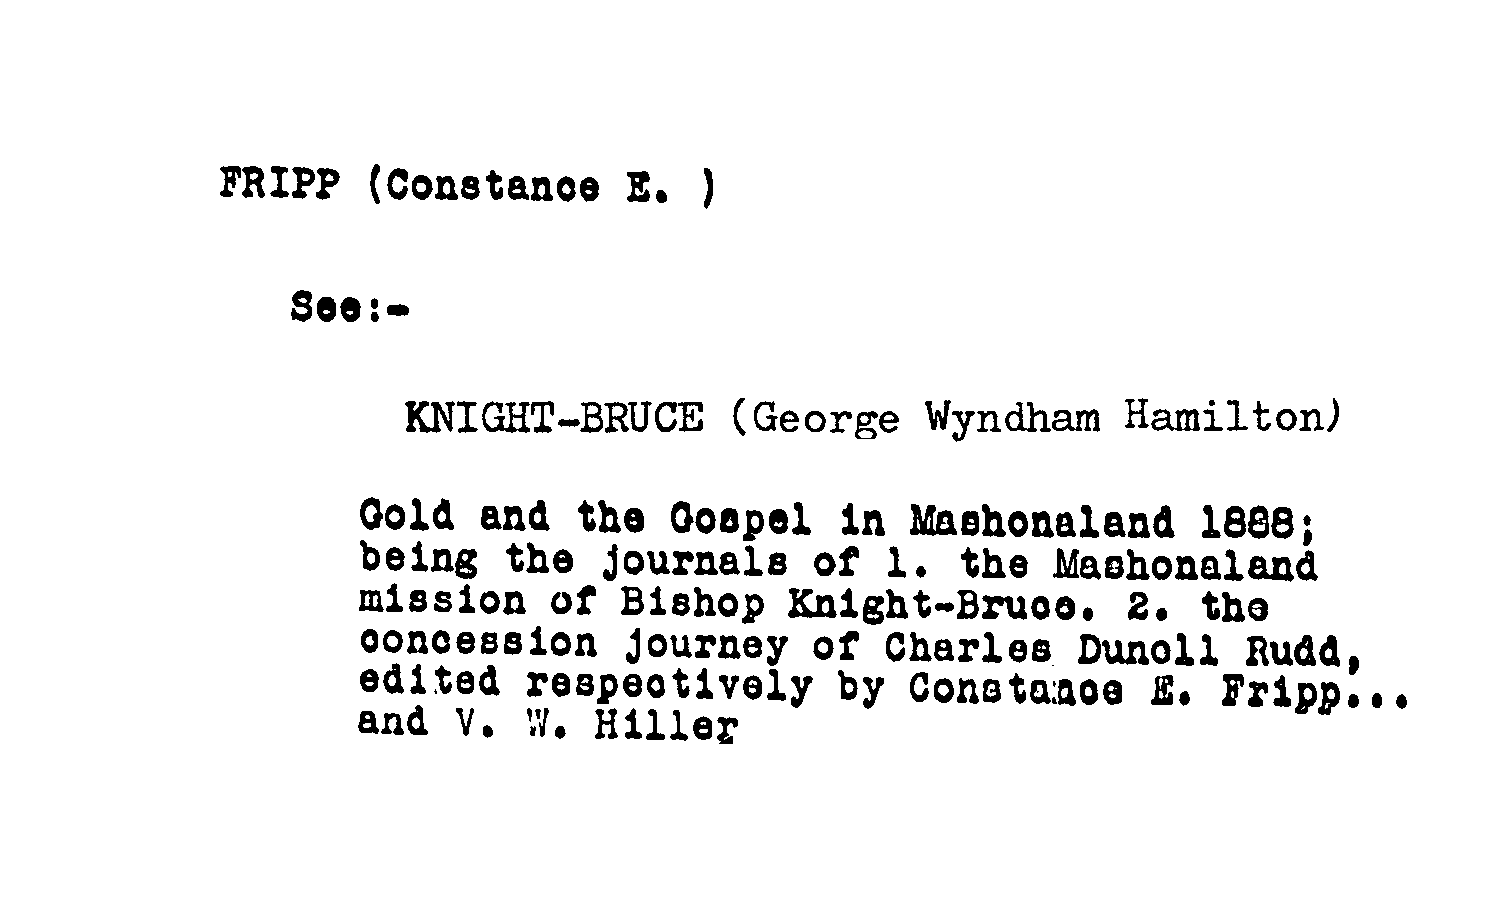 FRIPP (Constance E. )
See:-
KNIGHT-BRUCE (George Wyndham Hamilton)
Gold and the Gospel in Mashonaland 1888;
being the journals of 1. the Mashonaland
mission of Bishop Knight-Bruce. 2. the
concession journey of Charles Dunell Rudd,
edited respectively by Constance E. Fripp...
and V. W. Hiller